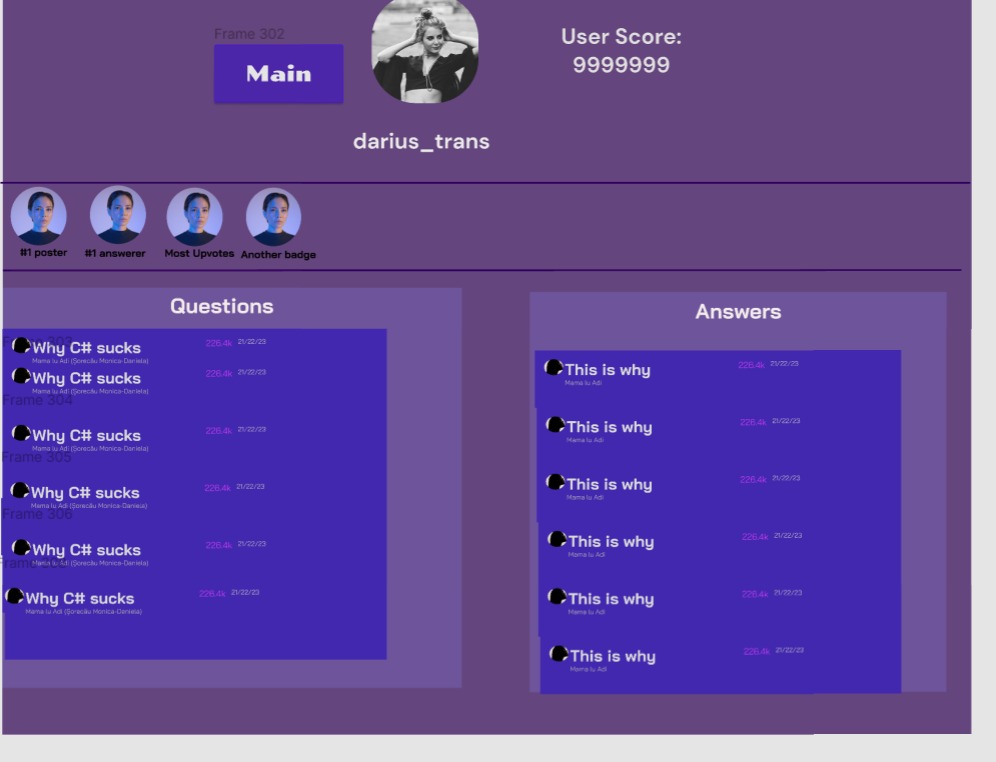 Frame 302
Main
User Score:
9999999
darius_trans
#1 poster
#1 answerer
Most Upvotes
Another badge
Questions
Why C# sucks
226.4k
21/22/23
Mama lu Adi (Șorecău Monica-Daniela)
Why C# sucks
226.4k
21/22/23
Mama lu Adi (Șorecău Monica-Daniela)
Frame 304
Why C# sucks
226.4k
21/22/23
Mama lu Adi (Șorecău Monica-Daniela)
Frame 305
Why C# sucks
226.4k
21/22/23
Mama lu Adi (Șorecău Monica-Daniela)
Frame 306
Why C# sucks
226.4k
21/22/23
Mama lu Adi (Șorecău Monica-Daniela)
Why C# sucks
226.4k
21/22/23
Mama lu Adi (Șorecău Monica-Daniela)
Answers
This is why
226.4k
21/22/23
Mama lu Adi
This is why
226.4k
21/22/23
Mama lu Adi
This is why
226.4k
21/22/23
Mama lu Adi
This is why
226.4k
21/22/23
Mama lu Adi
This is why
226.4k
21/22/23
Mama lu Adi
This is why
226.4k
21/22/23
Mama lu Adi